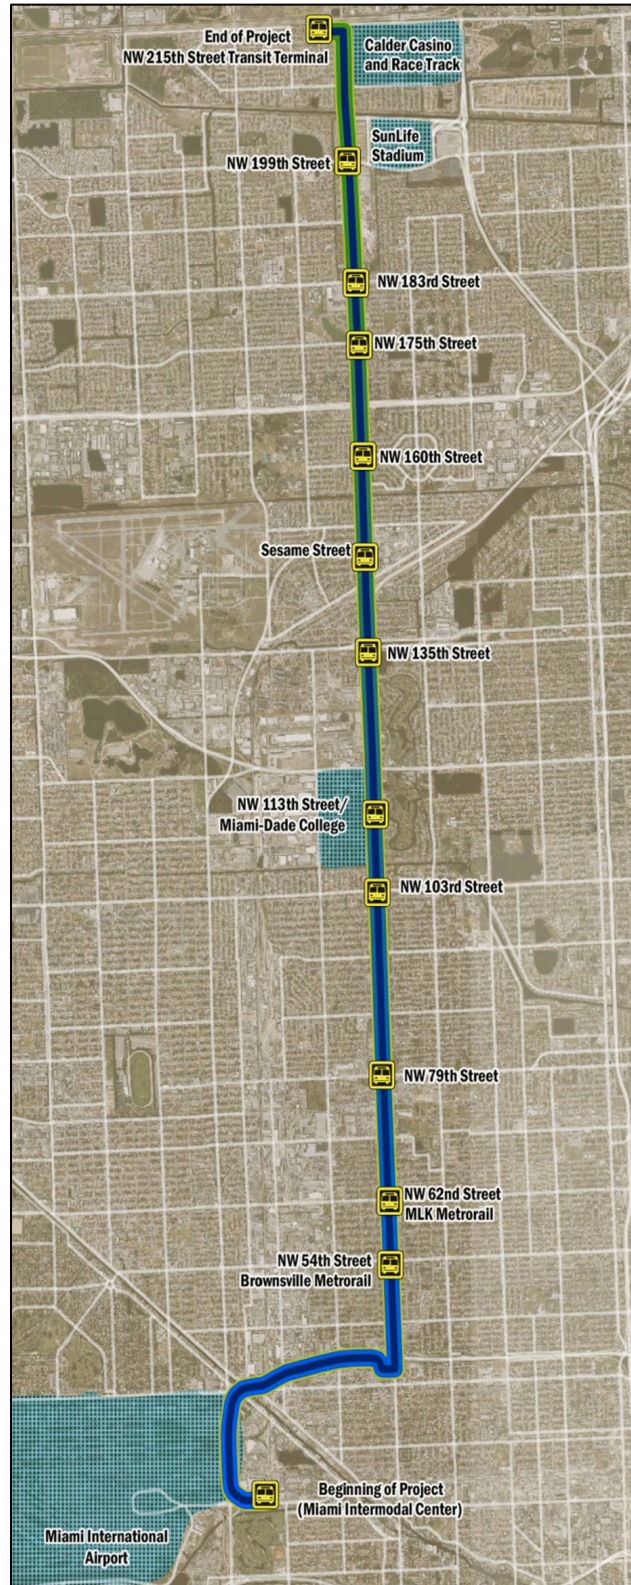 End of Project
NW 215th Street Transit Terminal
Calder Casino
and Race Track
SunLife
Stadium
NW 199th Street
NW 183rd Street
NW 175th Street
NW 160th Street
Sesame Street
NW 135th Street
NW 113th Street/
Miami-Dade College
NW 103rd Street
NW 79th Street
NW 62nd Street
MLK Metrorail
NW 54th Street
Brownsville Metrorail
Beginning of Project
(Miami Intermodal Center)
Miami International
Airport